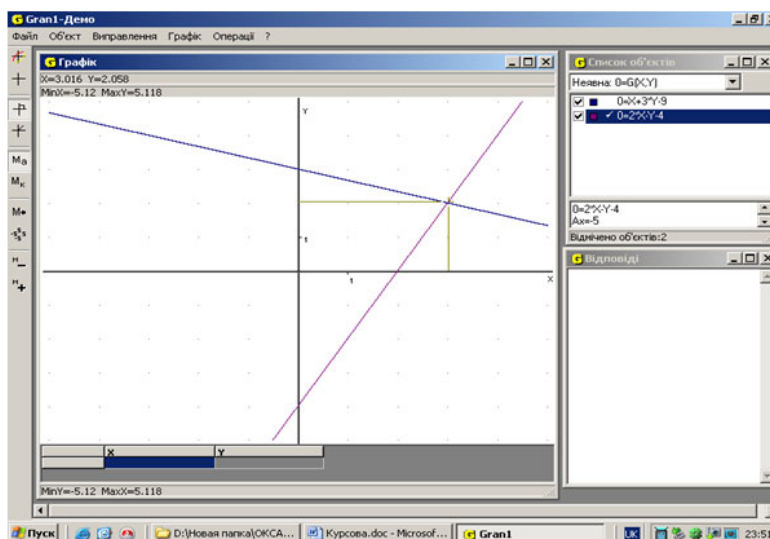 Gran1-Демо
Файл Об'єкт Виправлення Графік Операції ?
Графік
X=3.016 Y=2.058
MinX=-5.12 MaxY=5.118
Y
1
1
X
X Y
MinY=-5.12 MaxX=5.118
Список об'єктів
Неявна: 0=G(X,Y)
0=X+3*Y-9
0=2*X-Y-4
0=2*X-Y-4
Ax=-5
Відмічено об'єктів:2
Відповіді
Пуск D:\Новая папка\ОКСА... Курсова.doc - Microsof... Gran1 UK 23:51